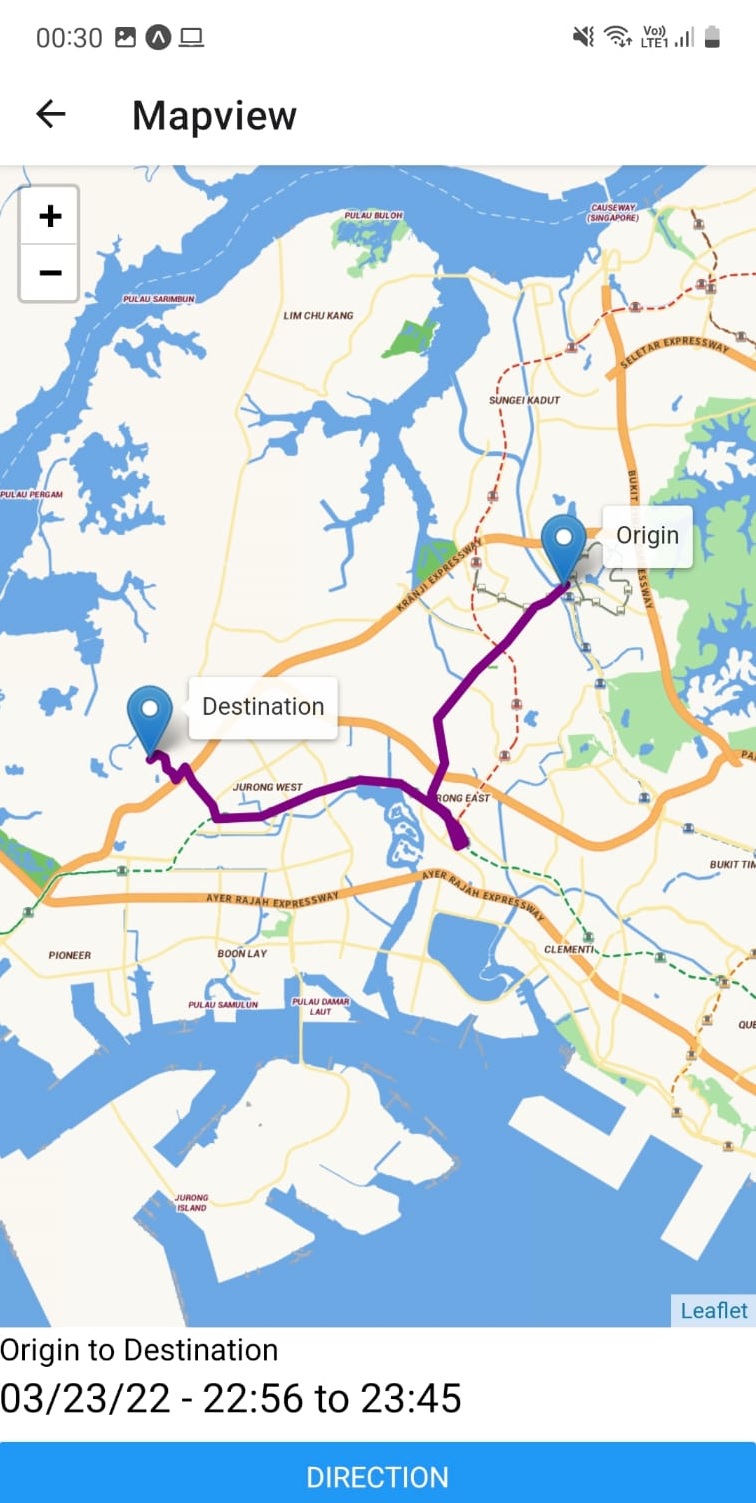 00:30
Vo))
LTE1
Mapview
+
−
CAUSEWAY
(SINGAPORE)
PULAU BULOH
PULAU SARIMBUN
LIM CHU KANG
SELETAR EXPRESSWAY
SUNGEI KADUT
BUKIT
PULAU PERGAM
Origin
KRANJI EXPRESSWAY
ESSWAY
Destination
PA
JURONG WEST
RONG EAST
BUKIT TIM
AYER RAJAH EXPRESSWAY
AYER RAJAH EXPRESSWAY
PIONEER
BOON LAY
CLEMENTI
PULAU SAMULUN
PULAU DAMAR
LAUT
QUE
JURONG
ISLAND
Leaflet
Origin to Destination
03/23/22 - 22:56 to 23:45
DIRECTION